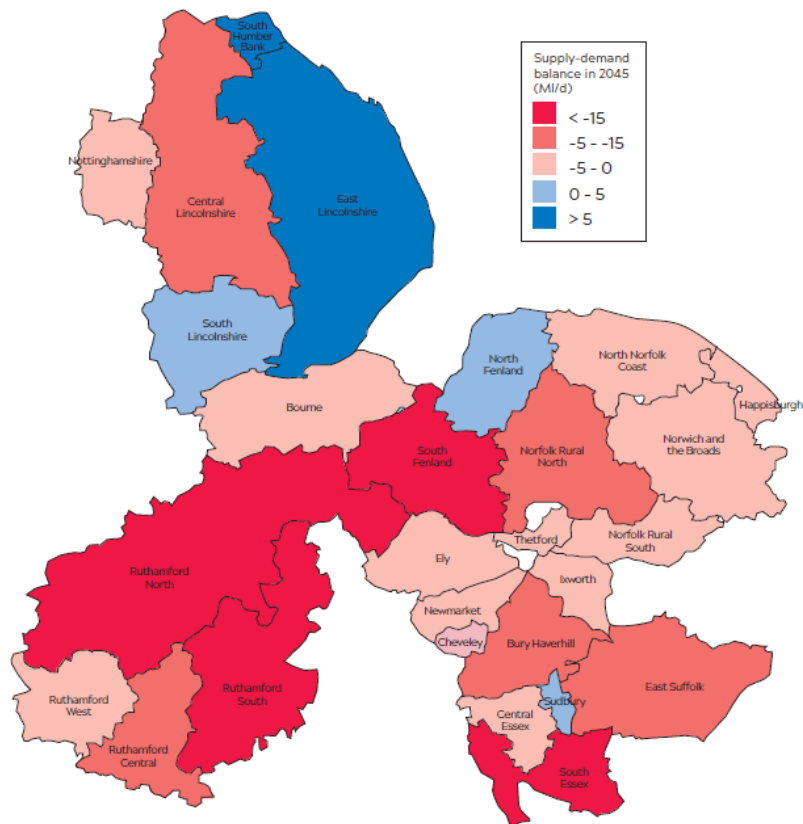 South
Humber
Bank
Supply-demand
balance in 2045
(Ml/d)
< -15
-5 - -15
-5 - 0
0 - 5
> 5
Nottinghamshire
Central
Lincolnshire
East
Lincolnshire
South
Lincolnshire
North
Fenland
North Norfolk
Coast
Happisburgh
Bourne
South
Fenland
Norfolk Rural
North
Norwich and
the Broads
Thetford
Norfolk Rural
South
Ely
Ixworth
Ruthamford
North
Newmarket
Cheveley
Bury Haverhill
Ruthamford
West
Ruthamford
South
East Suffolk
Sudbury
Central
Essex
Ruthamford
Central
South
Essex